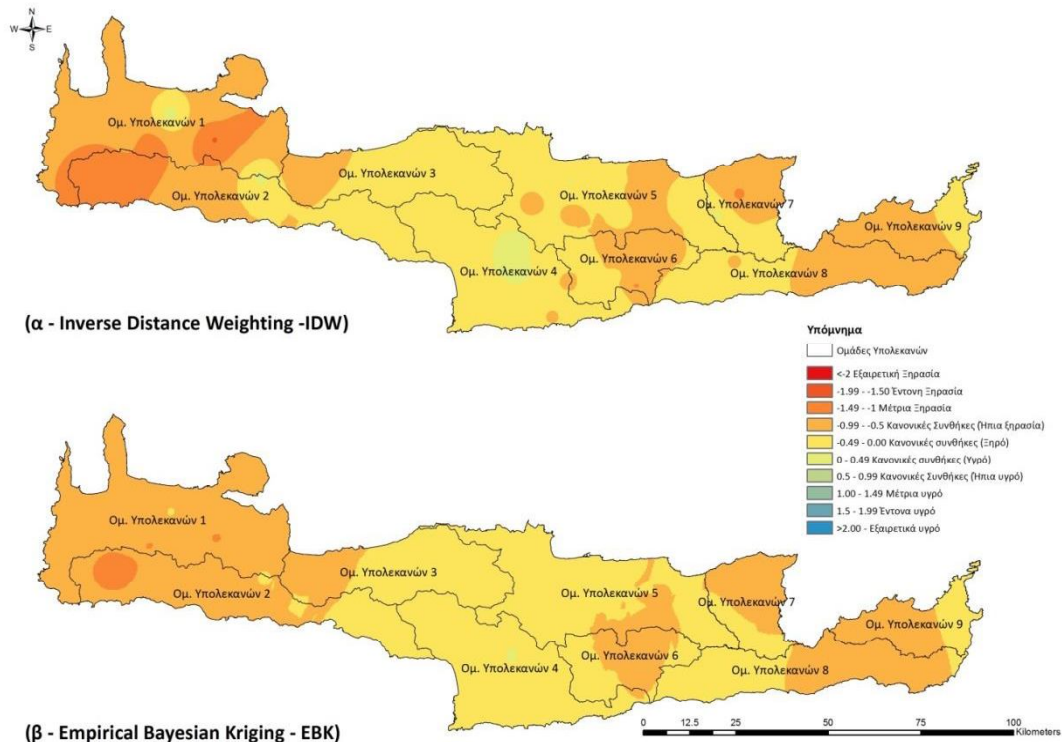 N
W E
S
Ομ. Υπολεκανών 1
Ομ. Υπολεκανών 2
Ομ. Υπολεκανών 3
Ομ. Υπολεκανών 4
Ομ. Υπολεκανών 5
Ομ. Υπολεκανών 6
Ομ. Υπολεκανών 7
Ομ. Υπολεκανών 8
Ομ. Υπολεκανών 9
(α - Inverse Distance Weighting -IDW)
Υπόμνημα
Ομάδες Υπολεκανών
<-2 Εξαιρετική Ξηρασία
-1.99 - -1.50 Έντονη Ξηρασία
-1.49 - -1 Μέτρια Ξηρασία
-0.99 - -0.5 Κανονικές Συνθήκες (Ήπια ξηρασία)
-0.49 - 0.00 Κανονικές συνθήκες (Ξηρό)
0 - 0.49 Κανονικές συνθήκες (Υγρό)
0.5 - 0.99 Κανονικές Συνθήκες (Ήπια υγρό)
1.00 - 1.49 Μέτρια υγρό
1.5 - 1.99 Έντονα υγρό
>2.00 - Εξαιρετικά υγρό
Ομ. Υπολεκανών 1
Ομ. Υπολεκανών 2
Ομ. Υπολεκανών 3
Ομ. Υπολεκανών 4
Ομ. Υπολεκανών 5
Ομ. Υπολεκανών 6
Ομ. Υπολεκανών 7
Ομ. Υπολεκανών 8
Ομ. Υπολεκανών 9
(β - Empirical Bayesian Kriging - EBK)
0 12.5 25 50 75 100
Kilometers